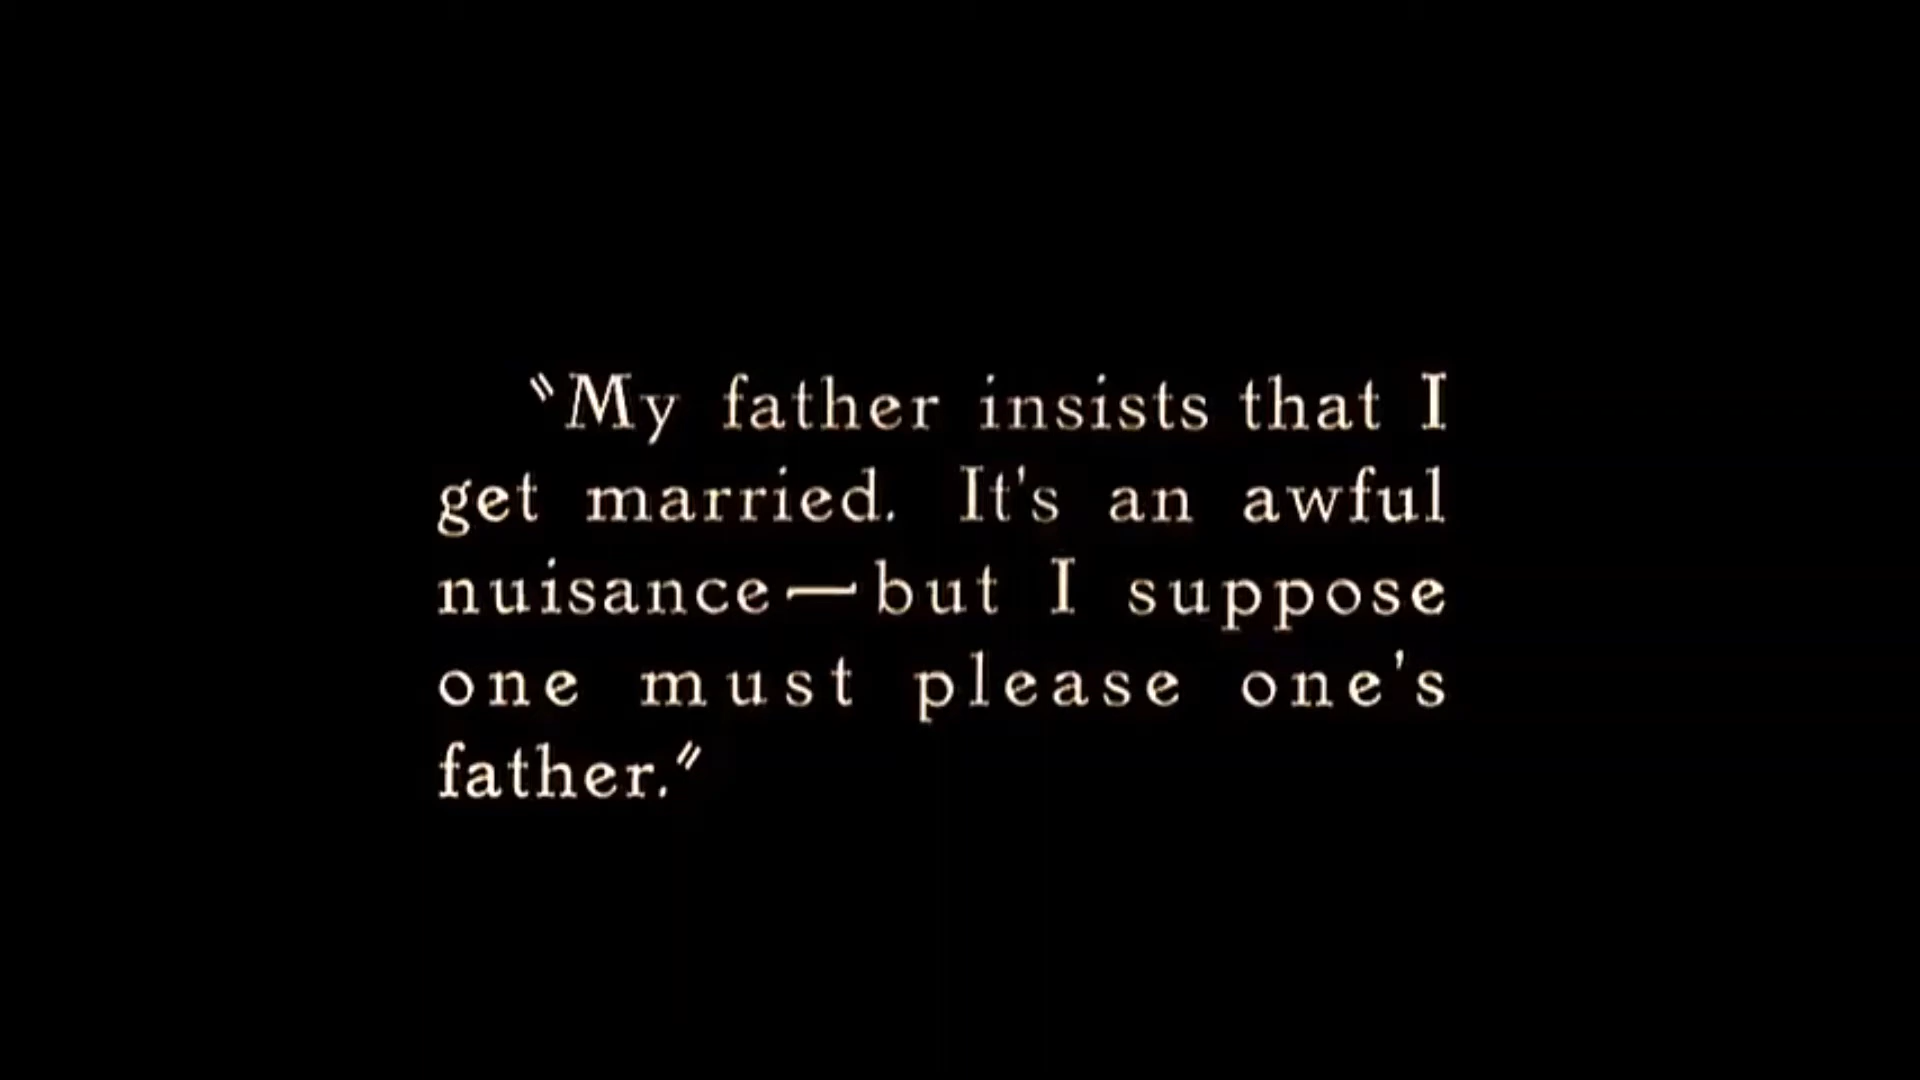 "My father insists that I
get married. It's an awful
nuisance—but I suppose
one must please one's
father."